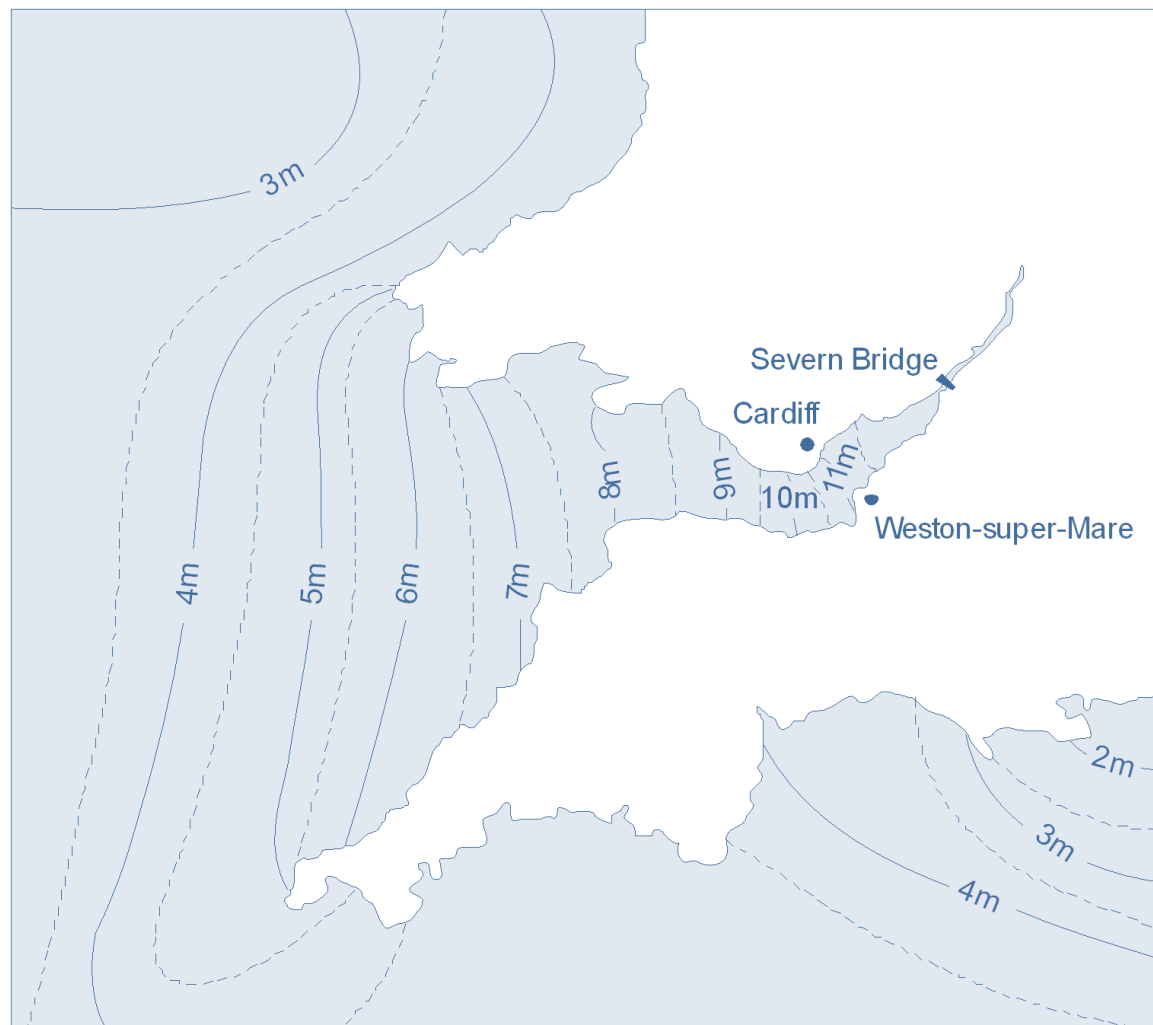 3m
Severn Bridge
Cardiff
11m
8m
9m
10m
Weston-super-Mare
4m
5m
6m
7m
2m
3m
4m